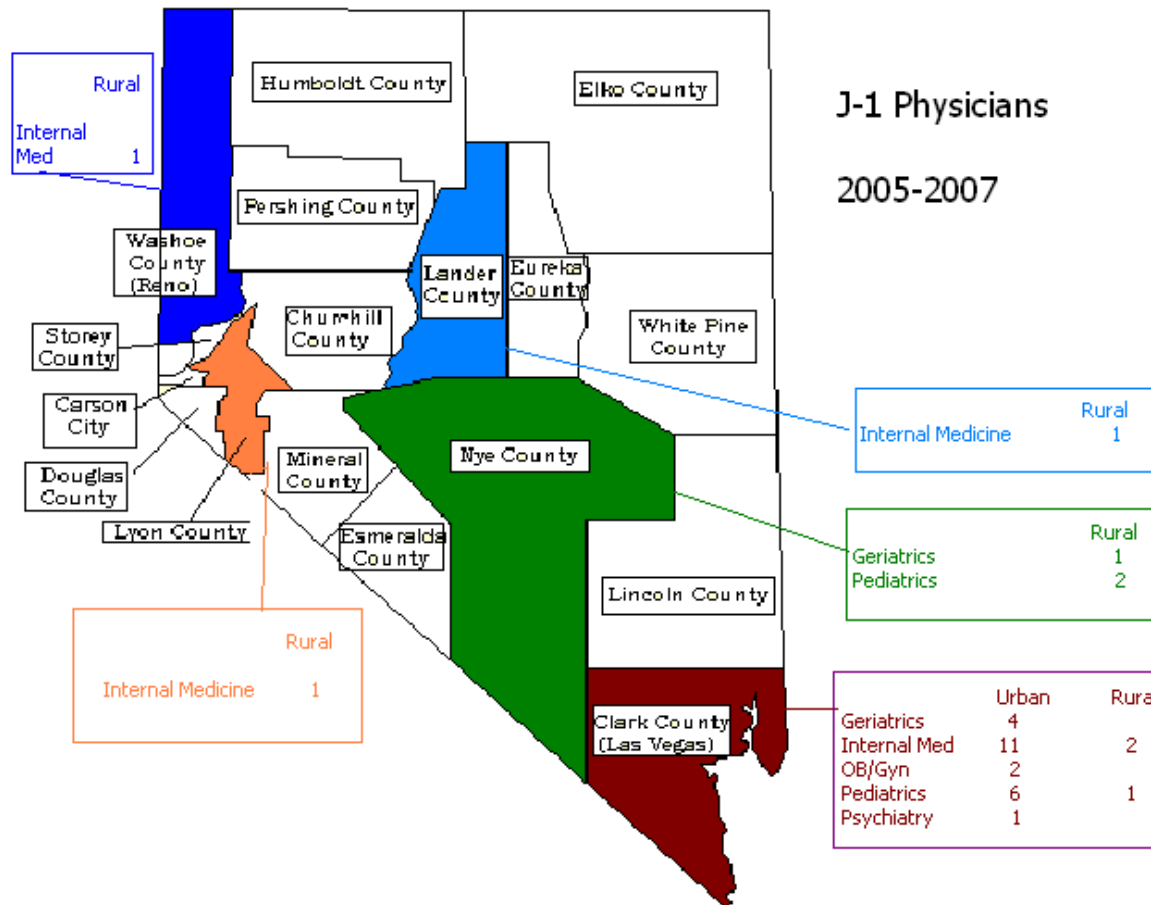 J-1 Physicians
2005-2007
Rural
Internal
Med 1
Humboldt County
Elko County
Pershing County
Washoe
County
(Reno)
Lander
County
Eureka
County
Churchill
County
White Pine
County
Storey
County
Carson
City
Douglas
County
Lyon County
Mineral
County
Esmeralda
County
Nye County
Lincoln County
Clark County
(Las Vegas)
Rural
Internal Medicine 1
Rural
Geriatrics 1
Pediatrics 2
Rural
Internal Medicine 1
Urban Rura
Geriatrics 4
Internal Med 11 2
OB/Gyn 2
Pediatrics 6 1
Psychiatry 1